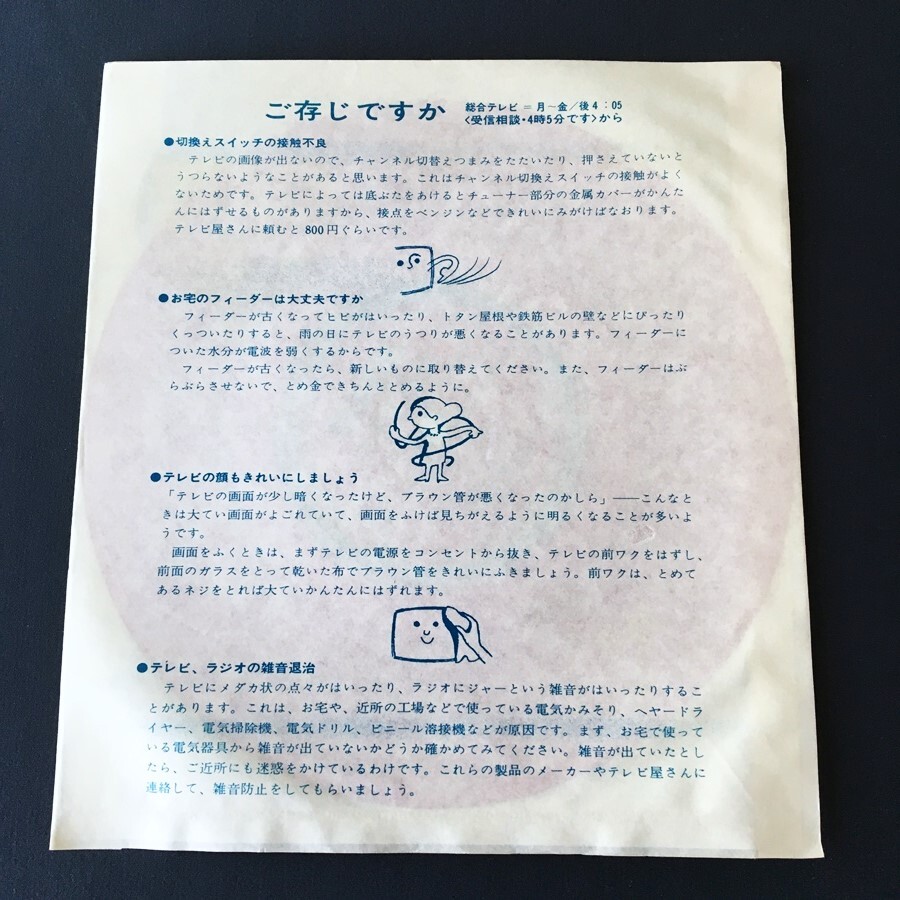 ご存じですか
総合テレビ=月~金/後4:05
<受信相談・4時5分です>から
●切換えスイッチの接触不良
テレビの画像が出ないので、チャンネル切替えつまみをたたいたり、押さえていないと
うつらないようなことがあると思います。これはチャンネル切換えスイッチの接触がよく
ないためです。テレビによっては底ぶたをあけるとチューナー部分の金属カバーがかんた
んにはずせるものがありますから、接点をベンジンなどできれいにみがけばなおります。
テレビ屋さんに頼むと800円ぐらいです。
●お宅のフィーダーは大丈夫ですか
フィーダーが古くなってヒビがはいったり、トタン屋根や鉄筋ビルの壁などにぴったり
くっついたりすると、雨の日にテレビのうつりが悪くなることがあります。フィーダーに
ついた水分が電波を弱くするからです。
フィーダーが古くなったら、新しいものに取り替えてください。また、フィーダーはぶ
らぶらさせないで、とめ金できちんととめるように。
●テレビの顔もきれいにしましょう
「テレビの画面が少し暗くなったけど、ブラウン管が悪くなったのかしら」――こんなと
きは大てい画面がよごれていて、画面をふけば見ちがえるように明るくなることが多いよ
うです。
画面をふくときは、まずテレビの電源をコンセントから抜き、テレビの前ワクをはずし、
前面のガラスをとって乾いた布でブラウン管をきれいにふきましょう。前ワクは、とめて
あるネジをとれば大ていかんたんにはずれます。
●テレビ、ラジオの雑音退治
テレビにメダカ状の点々がはいったり、ラジオにジャーという雑音がはいったりするこ
とがあります。これは、お宅や、近所の工場などで使っている電気かみそり、ヘヤードラ
イヤー、電気掃除機、電気ドリル、ビニール溶接機などが原因です。まず、お宅で使って
いる電気器具から雑音が出ていないかどうか確かめてみてください。雑音が出ていたとし
たら、ご近所にも迷惑をかけているわけです。これらの製品のメーカーやテレビ屋さんに
連絡して、雑音防止をしてもらいましょう。